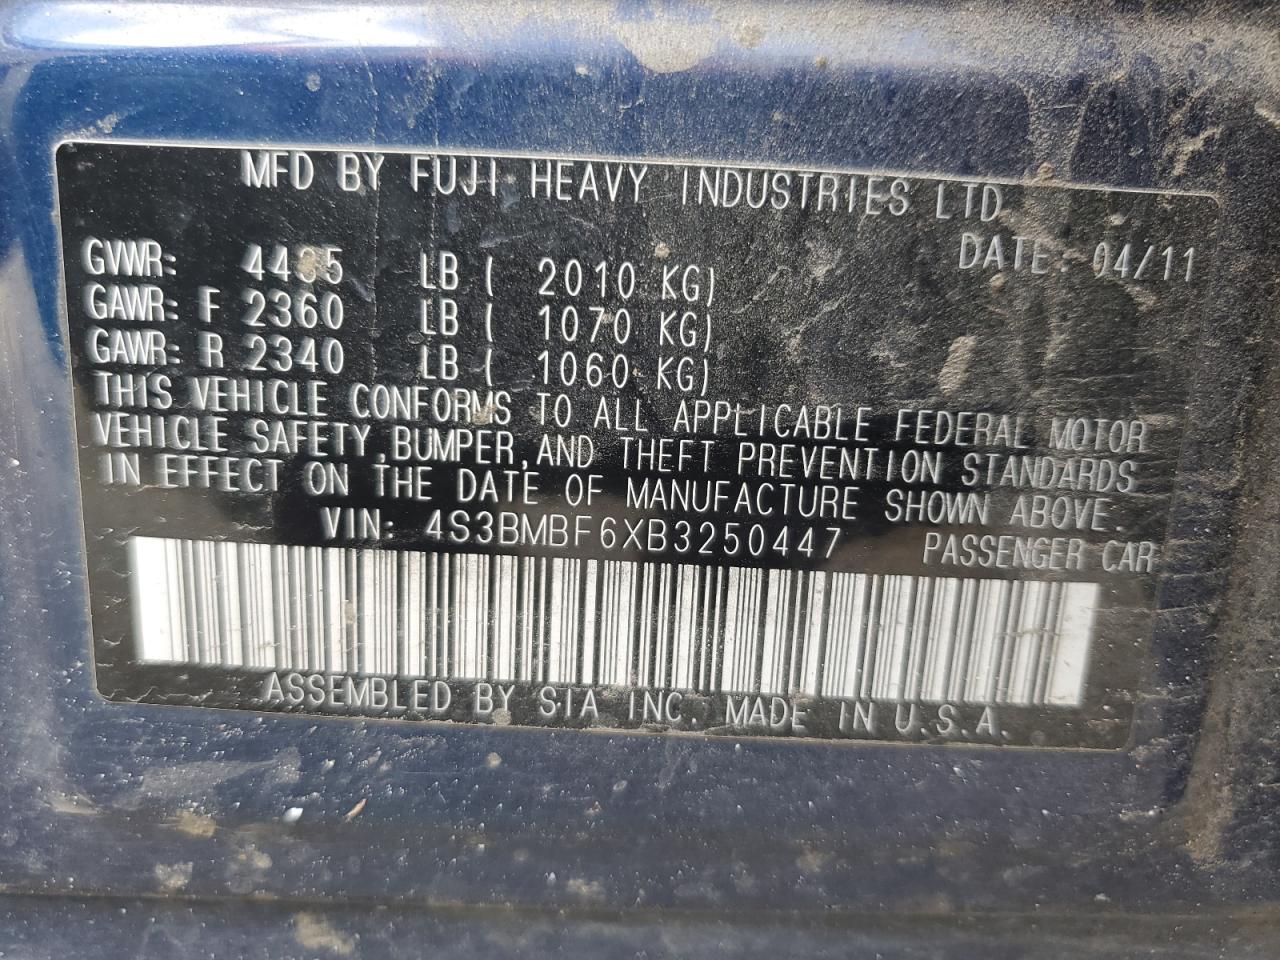 MFD BY FUJI HEAVY INDUSTRIES LTD
DATE: 04/11
GVWR: LB ( 2010 KG)
GAWR: F 2360 LB ( 1070 KG)
GAWR: R 2340 LB ( 1060 KG)
THIS VEHICLE CONFORMS TO ALL APPLICABLE FEDERAL MOTOR
VEHICLE SAFETY, BUMPER, AND THEFT PREVENTION STANDARDS
IN EFFECT ON THE DATE OF MANUFACTURE SHOWN ABOVE.
VIN: 4S3BMBF6XB3250447 PASSENGER CAR
ASSEMBLED BY SIA INC. MADE IN U.S.A.